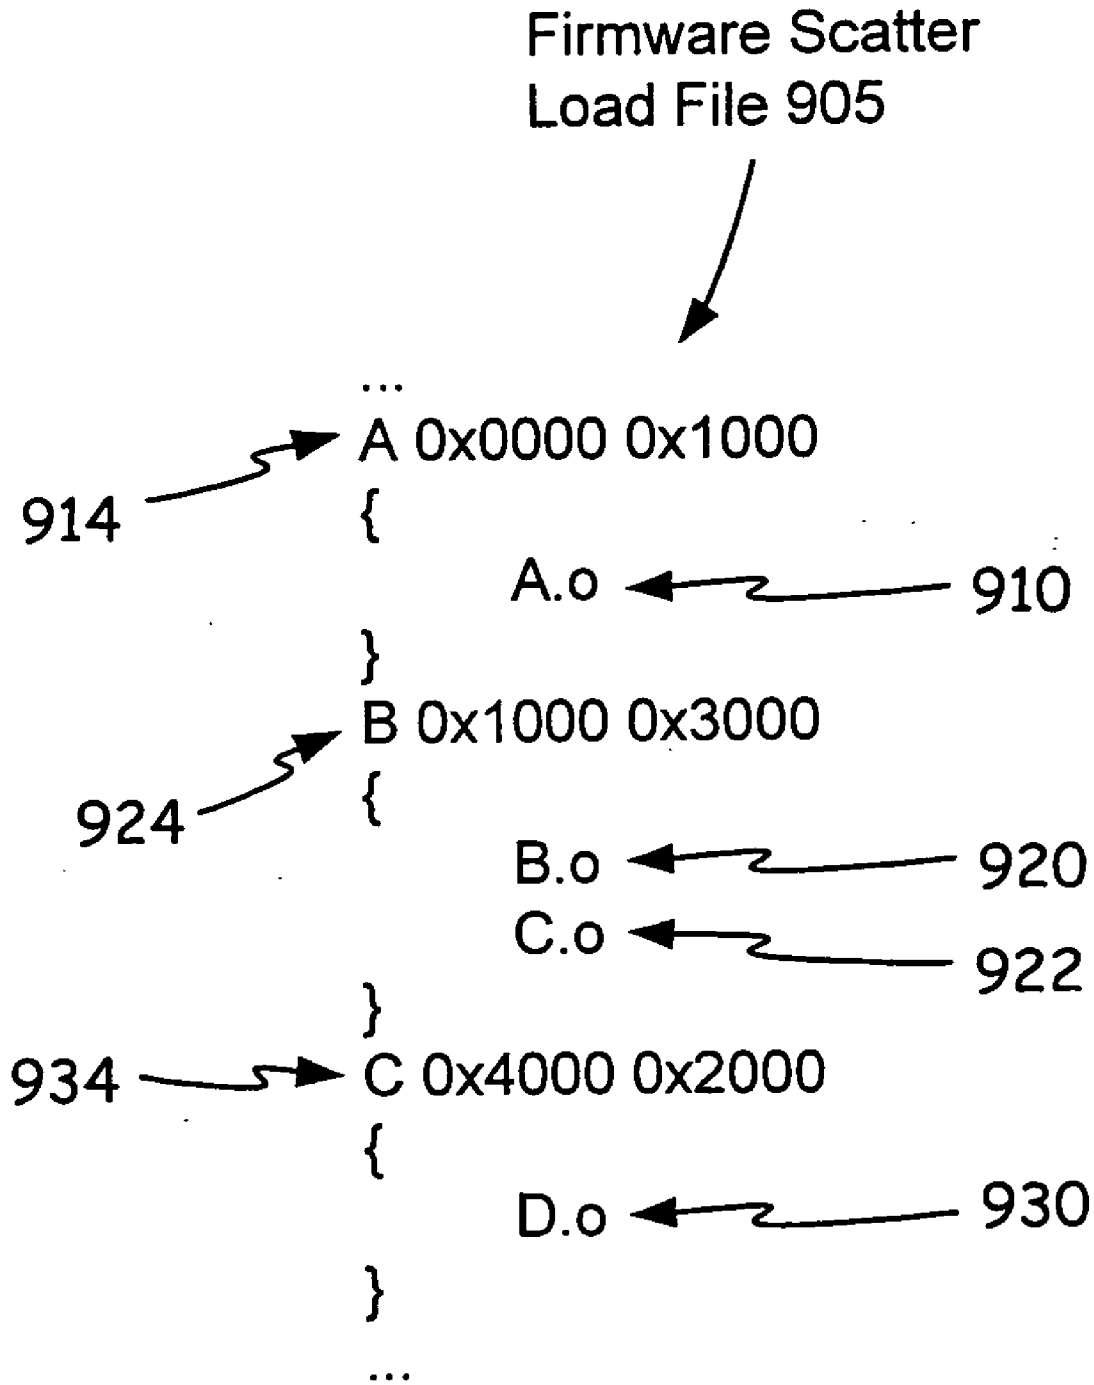 Firmware Scatter
Load File 905
...
A 0x0000 0x1000
914
{
A.o
910
}
B 0x1000 0x3000
924
{
B.o
920
C.o
922
}
C 0x4000 0x2000
934
{
D.o
930
}
...